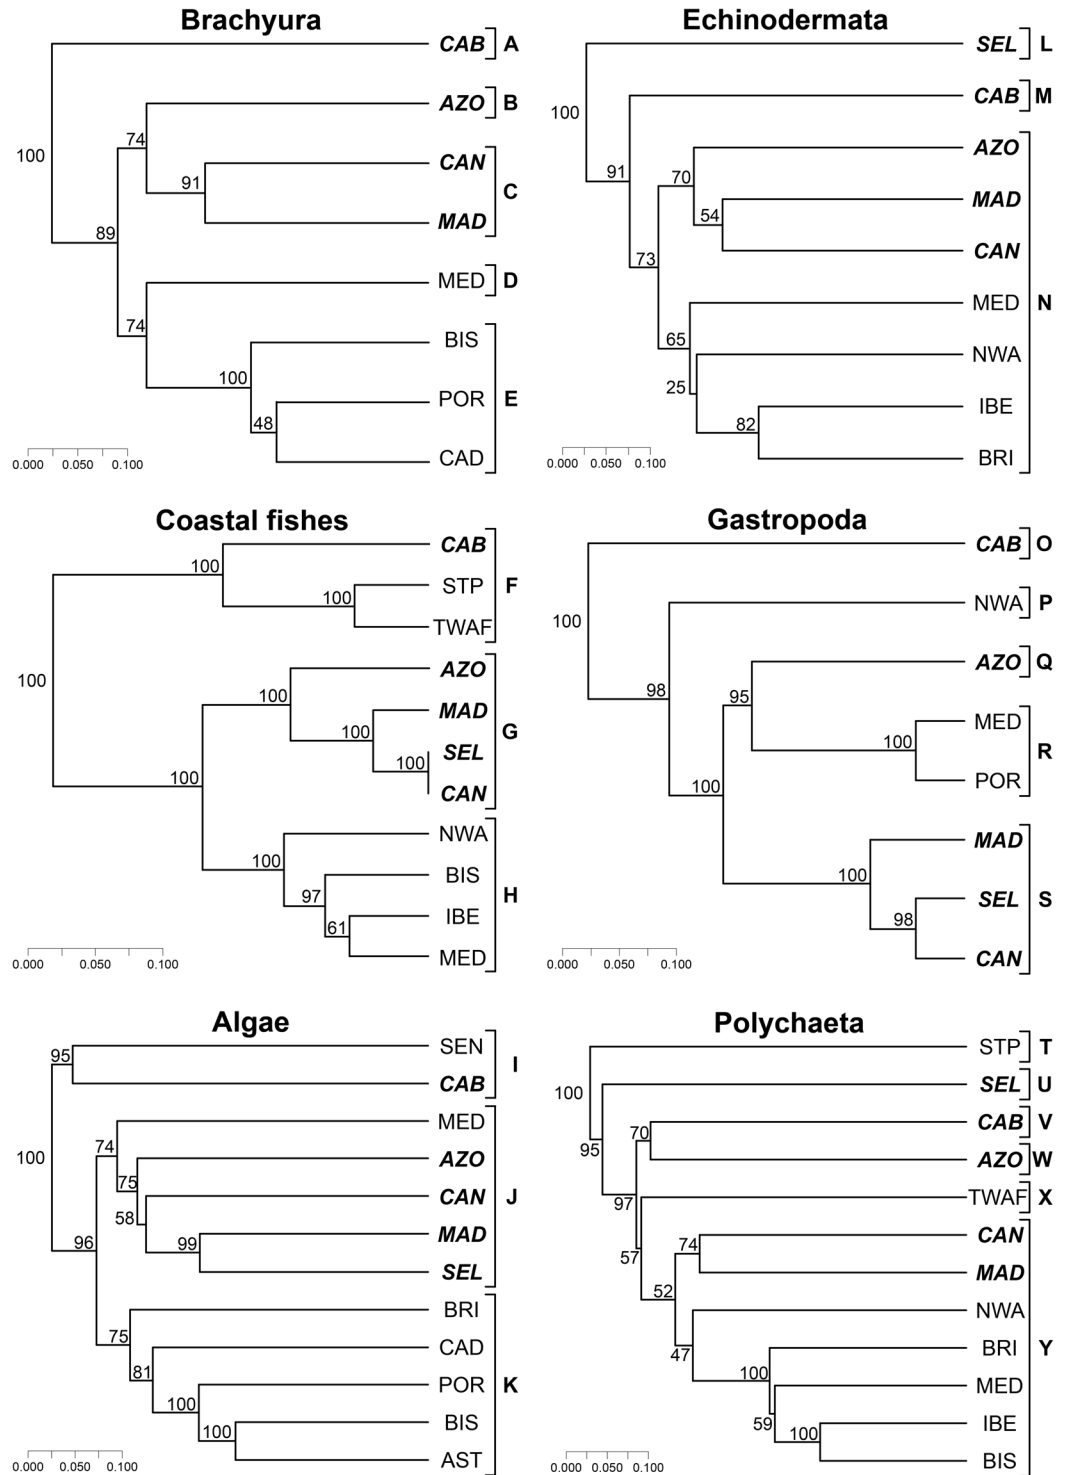 Brachyura
CAB A
AZO B
74
CAN
91
C
100
MAD
89
MED D
74
BIS
100
POR E
48
CAD
0.000 0.050 0.100
Echinodermata
SEL L
CAB M
100
AZO
91 70
MAD
54
CAN
73
MED N
65
NWA
25
IBE
82
BRI
0.000 0.050 0.100
Coastal fishes
CAB
100
STP F
100
TWAF
AZO
100
100
MAD
100 G
SEL
100
100
CAN
NWA
100
BIS
97 H
IBE
61
MED
0.000 0.050 0.100
Gastropoda
CAB O
NWA P
100
AZO Q
98 95
MED
100 R
POR
100
MAD
100
SEL S
98
CAN
0.000 0.050 0.100
Algae
SEN
95 I
CAB
MED
74
100
AZO
75
CAN J
58
MAD
96 99
SEL
BRI
75
CAD
81
POR K
100
BIS
100
AST
0.000 0.050 0.100
Polychaeta
STP T
100
SEL U
CAB V
70
95
AZO W
97
TWAF X
CAN
74
57
MAD
52
NWA
47
BRI Y
100
MED
59
IBE
100
BIS
0.000 0.050 0.100